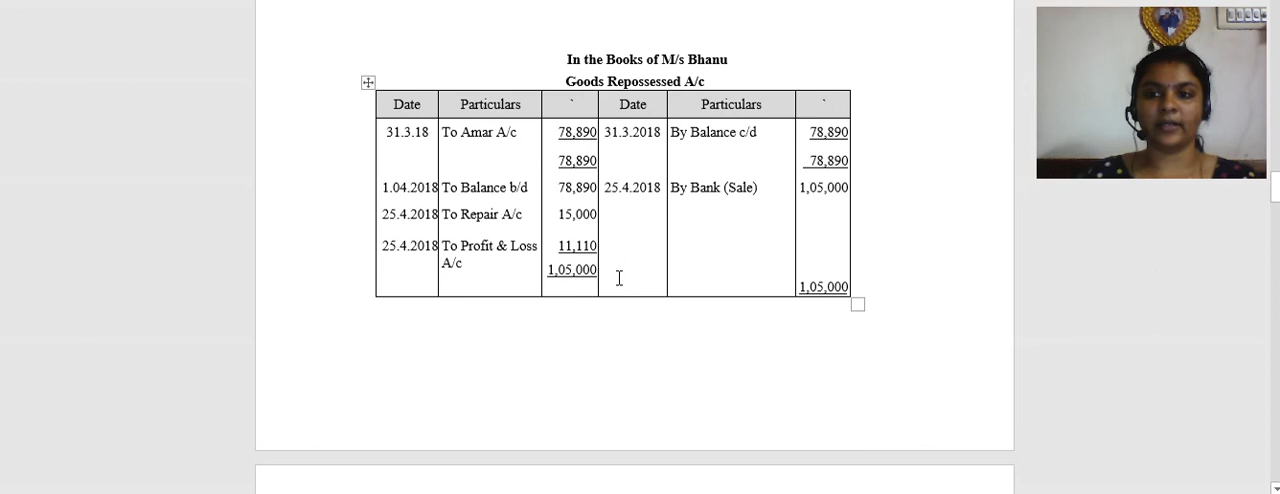 In the Books of M/s Bhanu
Goods Repossessed A/c
Date Particulars ` Date Particulars `
31.3.18 To Amar A/c 78,890 31.3.2018 By Balance c/d 78,890
78,890 78,890
1.04.2018 To Balance b/d 78,890 25.4.2018 By Bank (Sale) 1,05,000
25.4.2018 To Repair A/c 15,000
25.4.2018 To Profit & Loss 11,110
A/c
1,05,000
1,05,000